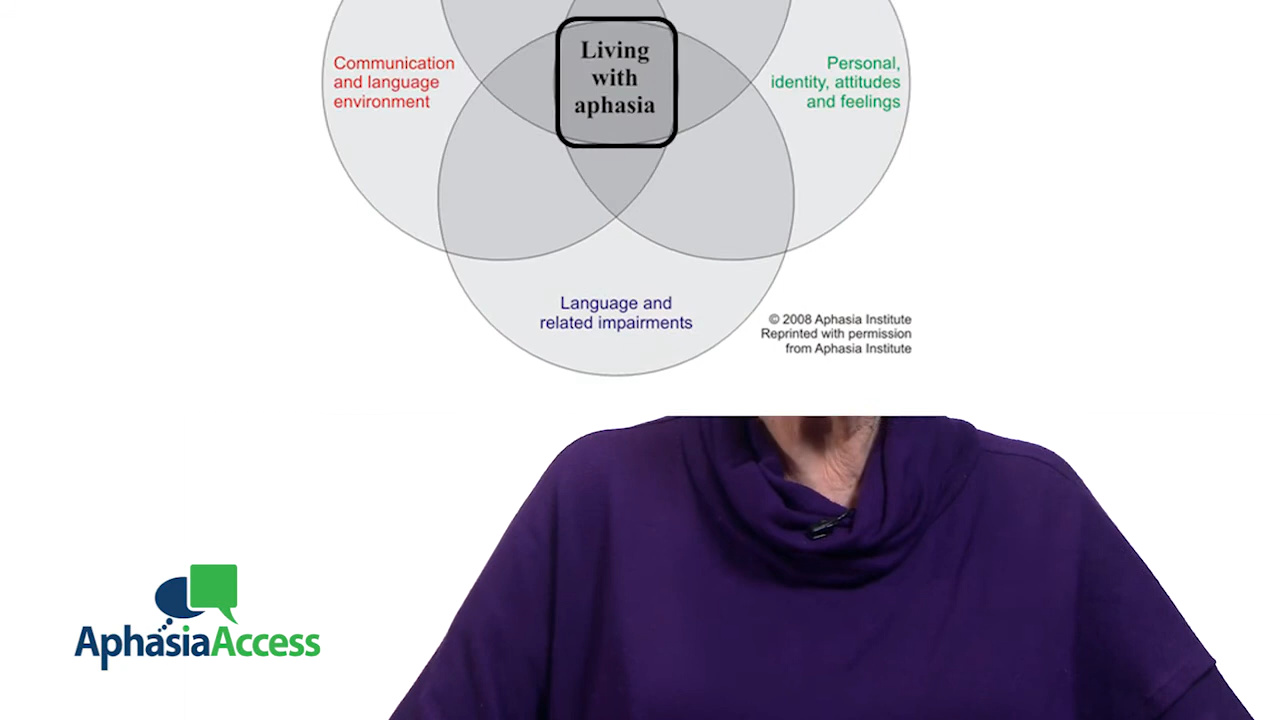 Communication
and language
environment
Living
with
aphasia
Personal,
identity, attitudes
and feelings
Language and
related impairments
© 2008 Aphasia Institute
Reprinted with permission
from Aphasia Institute
AphasiaAccess